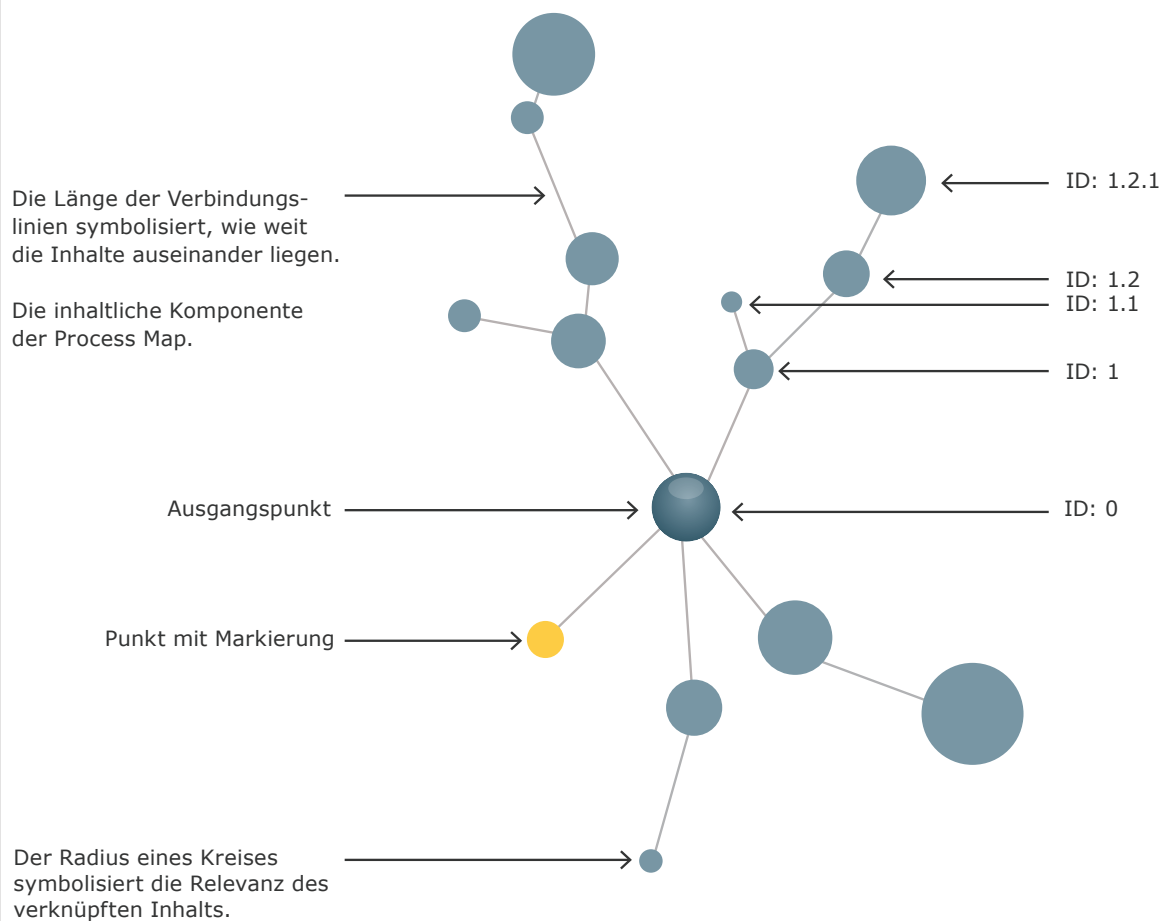 Die Länge der Verbindungs-
linien symbolisiert, wie weit
die Inhalte auseinander liegen.
Die inhaltliche Komponente
der Process Map.
Ausgangspunkt
Punkt mit Markierung
Der Radius eines Kreises
symbolisiert die Relevanz des
verknüpften Inhalts.
ID: 1.2.1
ID: 1.2
ID: 1.1
ID: 1
ID: 0